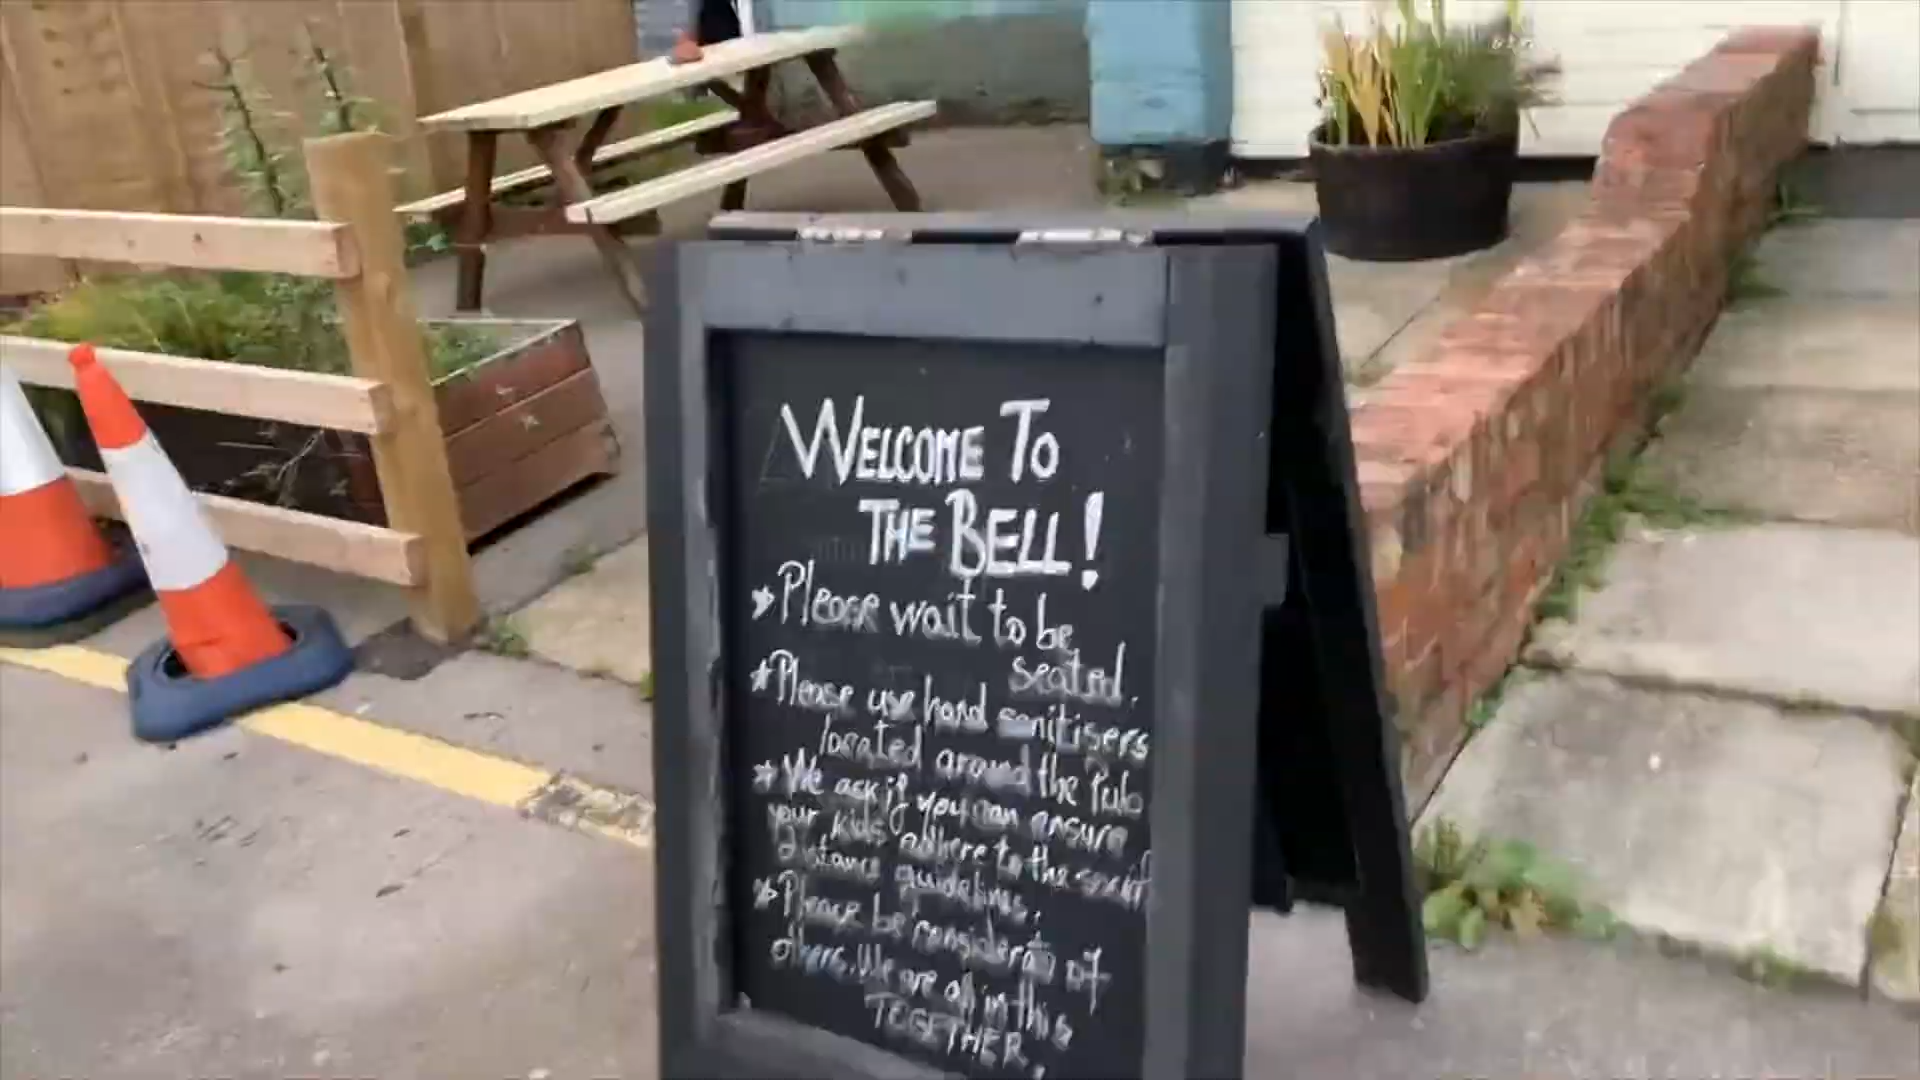 WELCOME TO
THE BELL!
* Please wait to be
seated.
* Please use hand sanitisers
located around the Pub
* We ask if you can ensure
your kids adhere to the social
distance guidelines.
* Please be considerate of
others. We are all in this
TOGETHER.